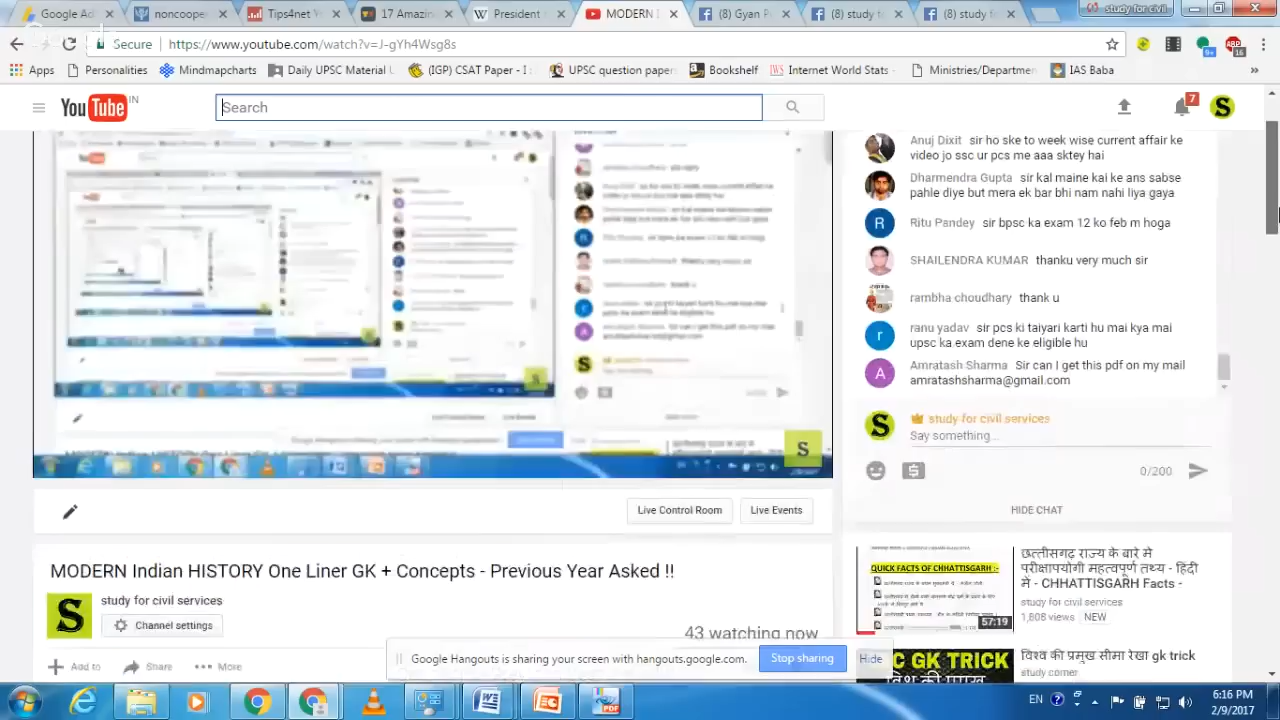 noncooper
Tips4net V
17 Amazin
President
MODERN I
(8) Gyan P
(8) study fo
(8) study fo
study for civil
Secure
https://www.youtube.com/watch?v=J-gYh4Wsg8s
Apps
Personalities
Mindmapcharts
Daily UPSC Material U
(IGP) CSAT Paper - I s
UPSC question papers
Bookshelf
Internet World Stats -
Ministries/Departmen
IAS Baba
YouTube IN
Search
7
Anuj Dixit sir ho ske to week wise current affair ke
video jo ssc ur pcs me aaa sktey hai
Dharmendra Gupta sir kal maine kai ke ans sabse
pahle diye but mera ek bar bhi nam nahi liya gaya
Ritu Pandey sir bpsc ka exam 12 ko feb m hoga
SHAILENDRA KUMAR thanku very much sir
rambha choudhary thank u
ranu yadav sir pcs ki taiyari karti hu mai kya mai
upsc ka exam dene ke eligible hu
Amratash Sharma Sir can I get this pdf on my mail
amratashsharma@gmail.com
study for civil services
Say something...
0/200
HIDE CHAT
Live Control Room
Live Events
MODERN Indian HISTORY One Liner GK + Concepts - Previous Year Asked !!
study for civil services
Channel settings
43 watching now
Add to
Share
More
Google Hangouts is sharing your screen with hangouts.google.com.
Stop sharing
Hide
QUICK FACTS OF CHHATTISGARH :-
57:19
छत्तीसगढ़ राज्य के बारे मे
परीक्षापयोगी महत्वपूर्ण तथ्य - हिंदी
में - CHHATTISGARH Facts -
study for civil services
1,808 views NEW
C GK TRICK
विश्व की प्रमुख सीमा रेखा gk trick
study corner
EN
6:16 PM
2/9/2017